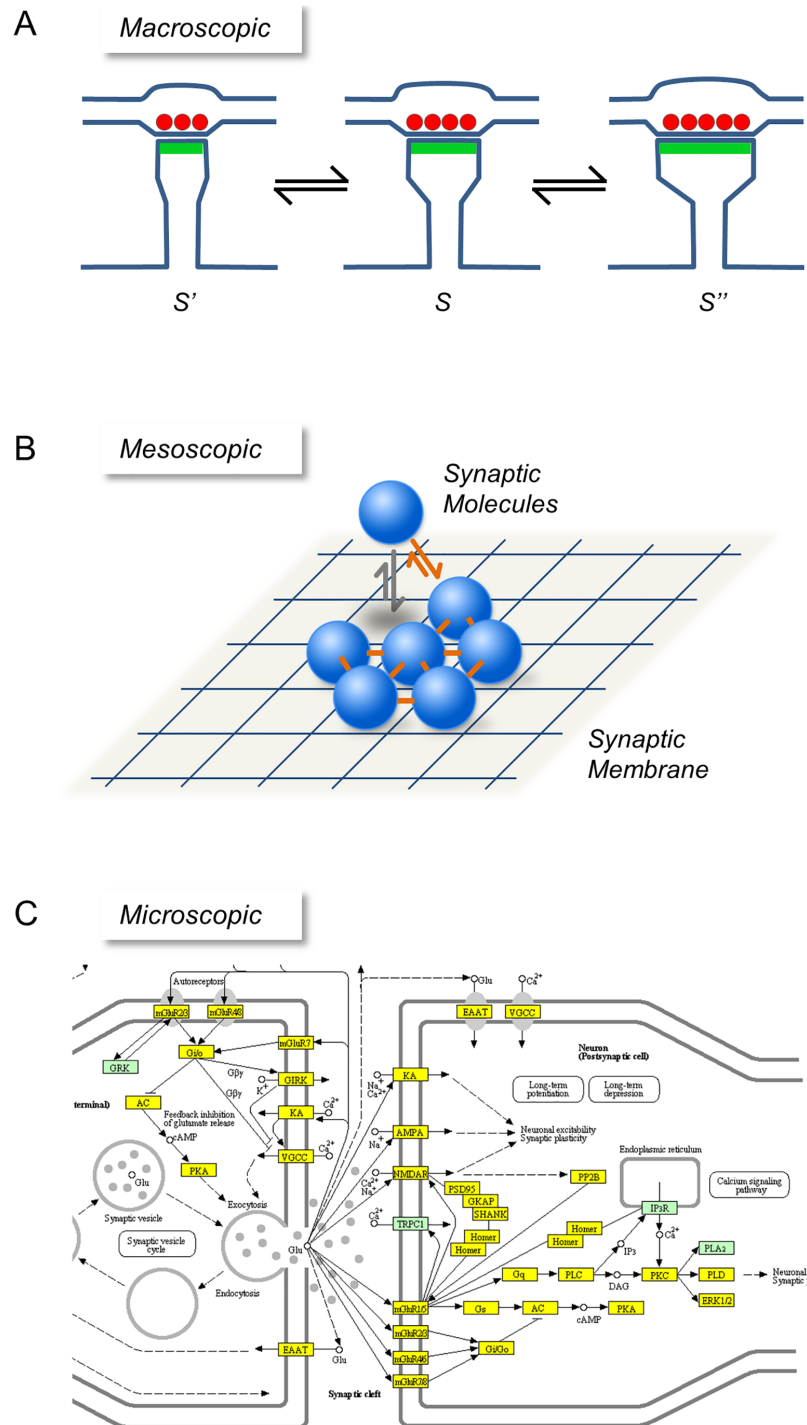 A
Macroscopic
S’
S
S’’
B
Mesoscopic
Synaptic
Molecules
Synaptic
Membrane
C
Microscopic
Autoreceptors
mGluR2/3
mGluR4/8
Glu
Ca2+
EAAT
VGCC
GRK
Gi/o
mGluR7
Gβγ
GIRK
K+
Gβγ
terminal)
AC
Feedback inhibition
of glutamate release
KA
Ca2+
cAMP
VGCC
Ca2+
PKA
Glu
Exocytosis
Synaptic vesicle
Synaptic vesicle
cycle
Endocytosis
Glu
EAAT
Glu
Synaptic cleft
Neuron
(Postsynaptic cell)
Na+
Ca2+
KA
Long-term
potentiation
Long-term
depression
Na+
AMPA
Neuronal excitability
Synaptic plasticity
Ca2+
Na+
NMDAR
PSD95
GKAP
SHANK
Homer
Homer
PP2B
Endoplasmic reticulum
Calcium signaling
pathway
Ca2+
TRPC1
IP3R
Homer
Homer
IP3
Ca2+
PLA2
Gq
PLC
DAG
PKC
PLD
Neuronal
Synaptic
ERK1/2
mGluR1/5
Gs
AC
cAMP
PKA
mGluR2/3
Gi/Go
mGluR4/6
mGluR7/8